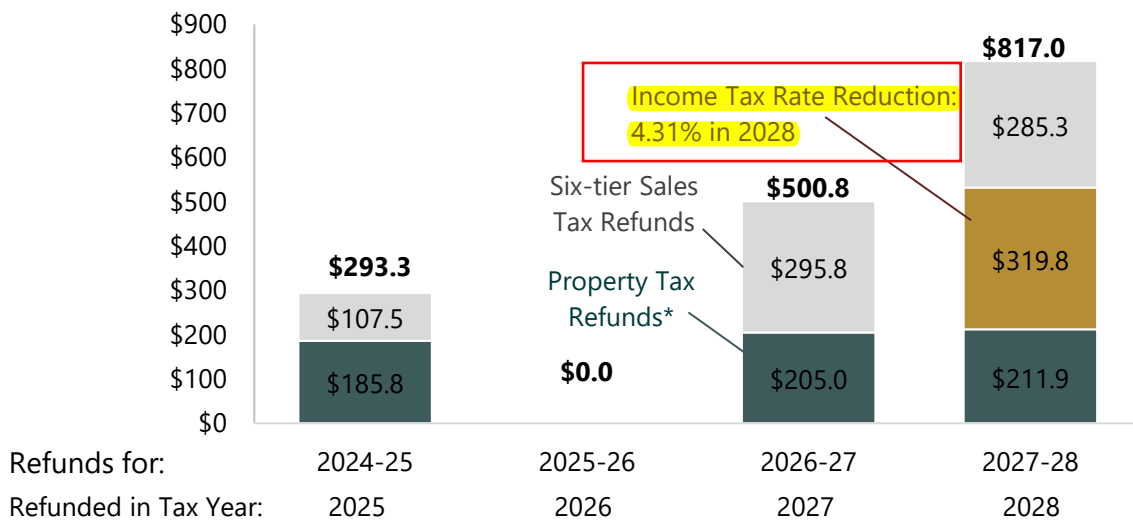 $900
$800
$700
$600
$500
$400
$300
$200
$100
$0
$293.3
$107.5
$185.8
$0.0
Six-tier Sales
Tax Refunds
Property Tax
Refunds*
$500.8
$295.8
$205.0
Income Tax Rate Reduction:
4.31% in 2028
$817.0
$285.3
$319.8
$211.9
Refunds for: 2024-25 2025-26 2026-27 2027-28
Refunded in Tax Year: 2025 2026 2027 2028